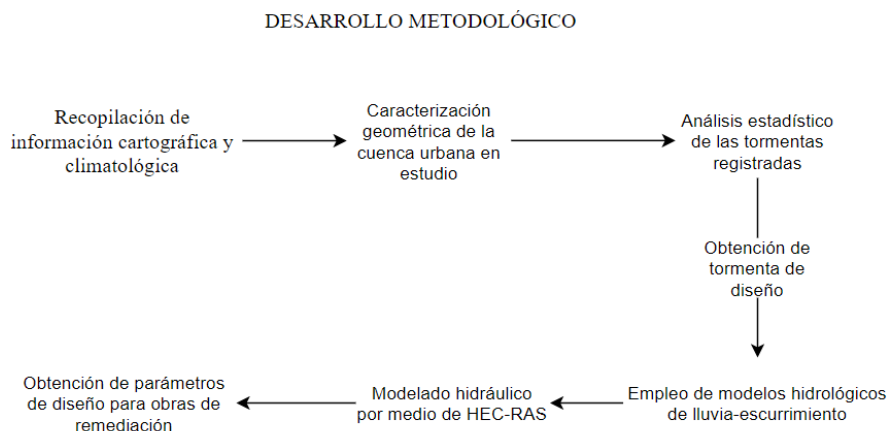 DESARROLLO METODOLÓGICO
Recopilación de
información cartográfica y
climatológica
Caracterización
geométrica de la
cuenca urbana en
estudio
Análisis estadístico
de las tormentas
registradas
Obtención de
tormenta de
diseño
Empleo de modelos hidrológicos
de lluvia-escurrimiento
Modelado hidráulico
por medio de HEC-RAS
Obtención de parámetros
de diseño para obras de
remediación